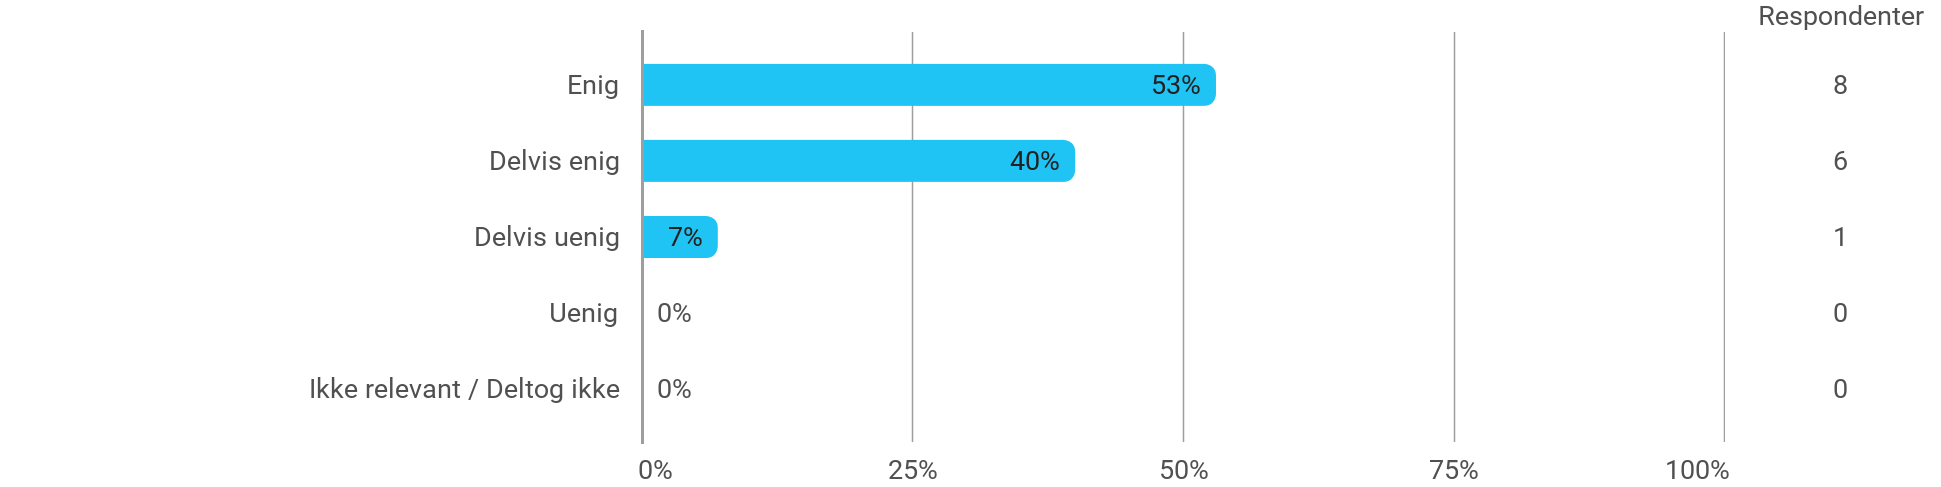 Respondenter
Enig 53% 8
Delvis enig 40% 6
Delvis uenig 7% 1
Uenig 0% 0
Ikke relevant / Deltog ikke 0% 0
0% 25% 50% 75% 100%